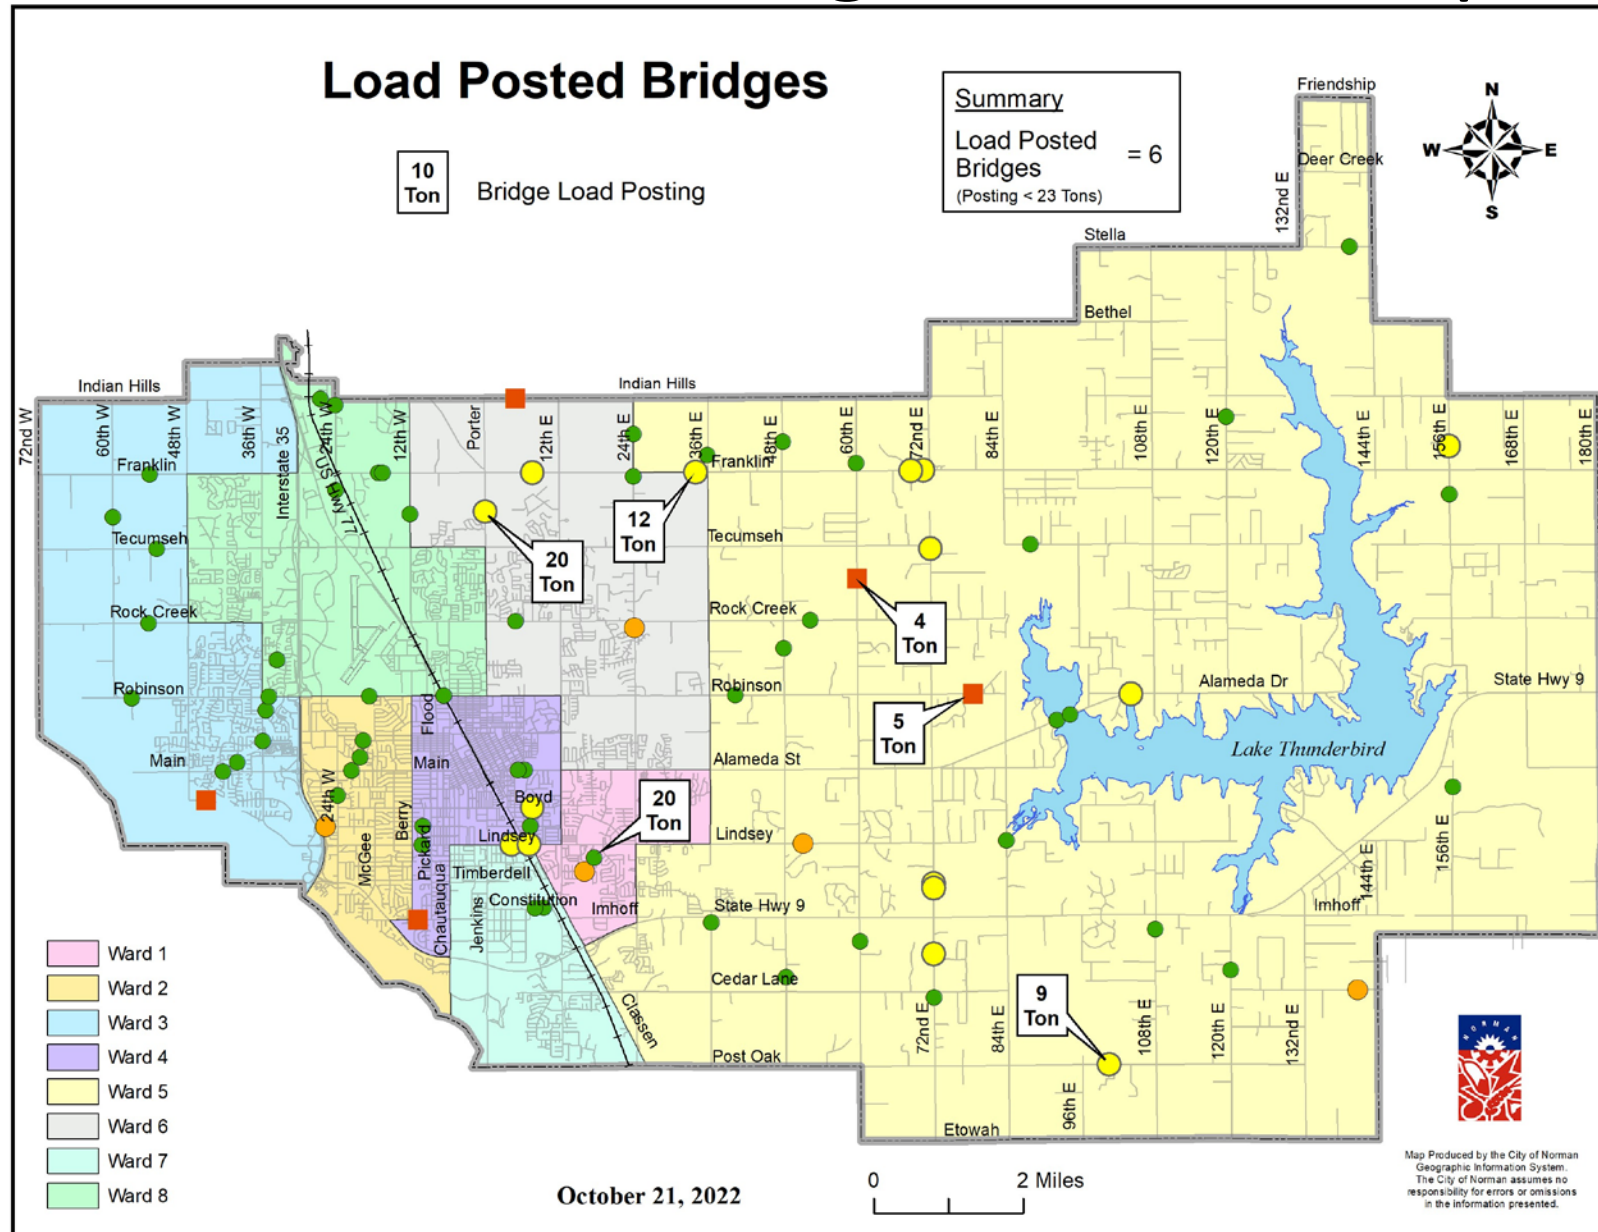 Load Posted Bridges
10
Ton
Bridge Load Posting
Summary
Load Posted
Bridges
= 6
(Posting < 23 Tons)
N
W
E
S
Friendship
Deer Creek
132nd E
Stella
Bethel
Indian Hills
Indian Hills
72nd W
60th W
48th W
36th W
Interstate 35
24th W
US Hwy 77
12th W
Porter
12th E
24th E
36th E
48th E
60th E
72nd E
84th E
108th E
120th E
144th E
156th E
168th E
180th E
Franklin
Franklin
12
Ton
20
Ton
Tecumseh
Tecumseh
Rock Creek
Rock Creek
4
Ton
Robinson
Robinson
Alameda Dr
State Hwy 9
5
Ton
Flood
Main
Main
Alameda St
Lake Thunderbird
20
Ton
24th W
McGee
Berry
Pickard
Chautauqua
Boyd
Lindsey
Lindsey
Timberdell
Jenkins
Constitution
Imhoff
State Hwy 9
156th E
144th E
Imhoff
Cedar Lane
Classen
72nd E
84th E
9
Ton
108th E
120th E
132nd E
Post Oak
96th E
Etowah
Ward 1
Ward 2
Ward 3
Ward 4
Ward 5
Ward 6
Ward 7
Ward 8
October 21, 2022
0
2 Miles
NORMAN
Map Produced by the City of Norman
Geographic Information System.
The City of Norman assumes no
responsibility for errors or omissions
in the information presented.